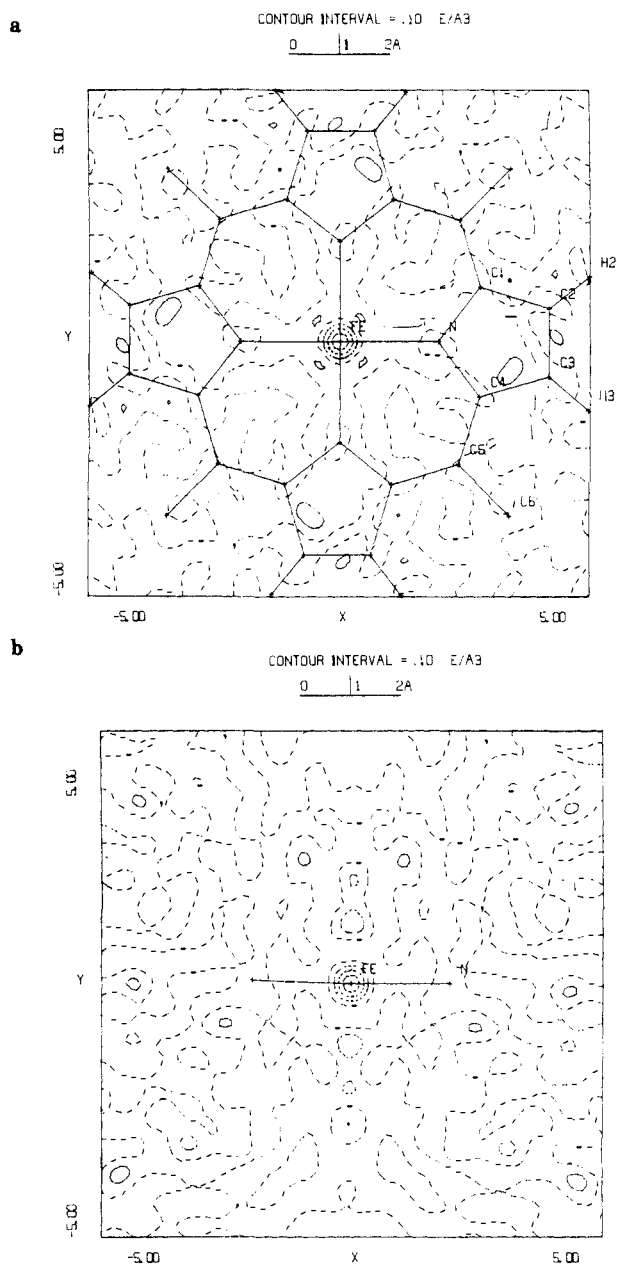 a
CONTOUR INTERVAL = .10 E/A3
0 1 2A
5.00
H2
C1
C2
FE
N
Y
C3
C4
H3
C5
C6
-5.00
-5.00
X
5.00
b
CONTOUR INTERVAL = .10 E/A3
0 1 2A
5.00
FE
N
Y
-5.00
-5.00
X
5.00